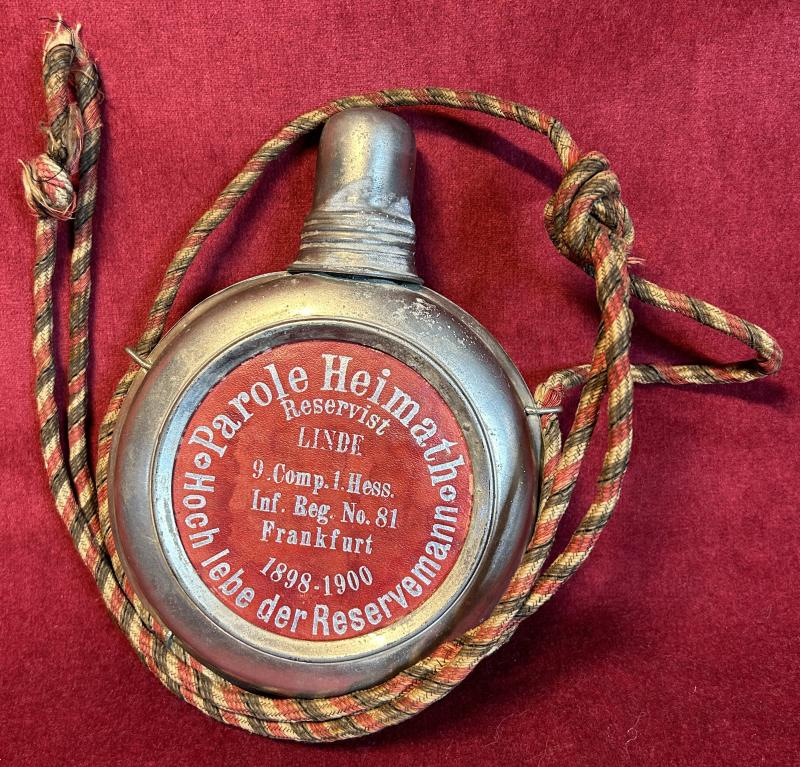 Parole Heimath
Reservist
LINDE
9. Comp. 1. Hess.
Inf. Reg. No. 81
Frankfurt
1898-1900
Hoch lebe der Reservemann